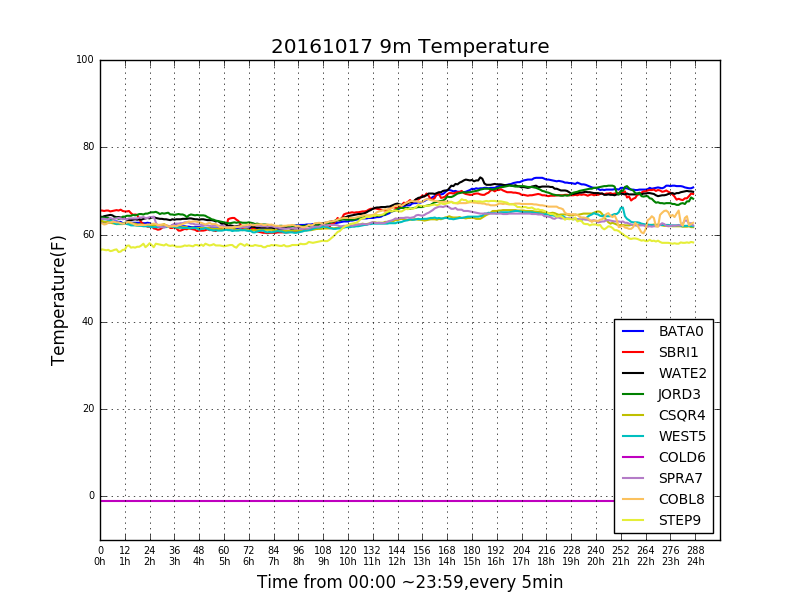 20161017 9m Temperature
100
80
60
40
20
0
Temperature(F)
BATA0
SBRI1
WATE2
JORD3
CSQR4
WEST5
COLD6
SPRA7
COBL8
STEP9
0 12 24 36 48 60 72 84 96 108 120 132 144 156 168 180 192 204 216 228 240 252 264 276 288
0h 1h 2h 3h 4h 5h 6h 7h 8h 9h 10h 11h 12h 13h 14h 15h 16h 17h 18h 19h 20h 21h 22h 23h 24h
Time from 00:00 ~23:59,every 5min